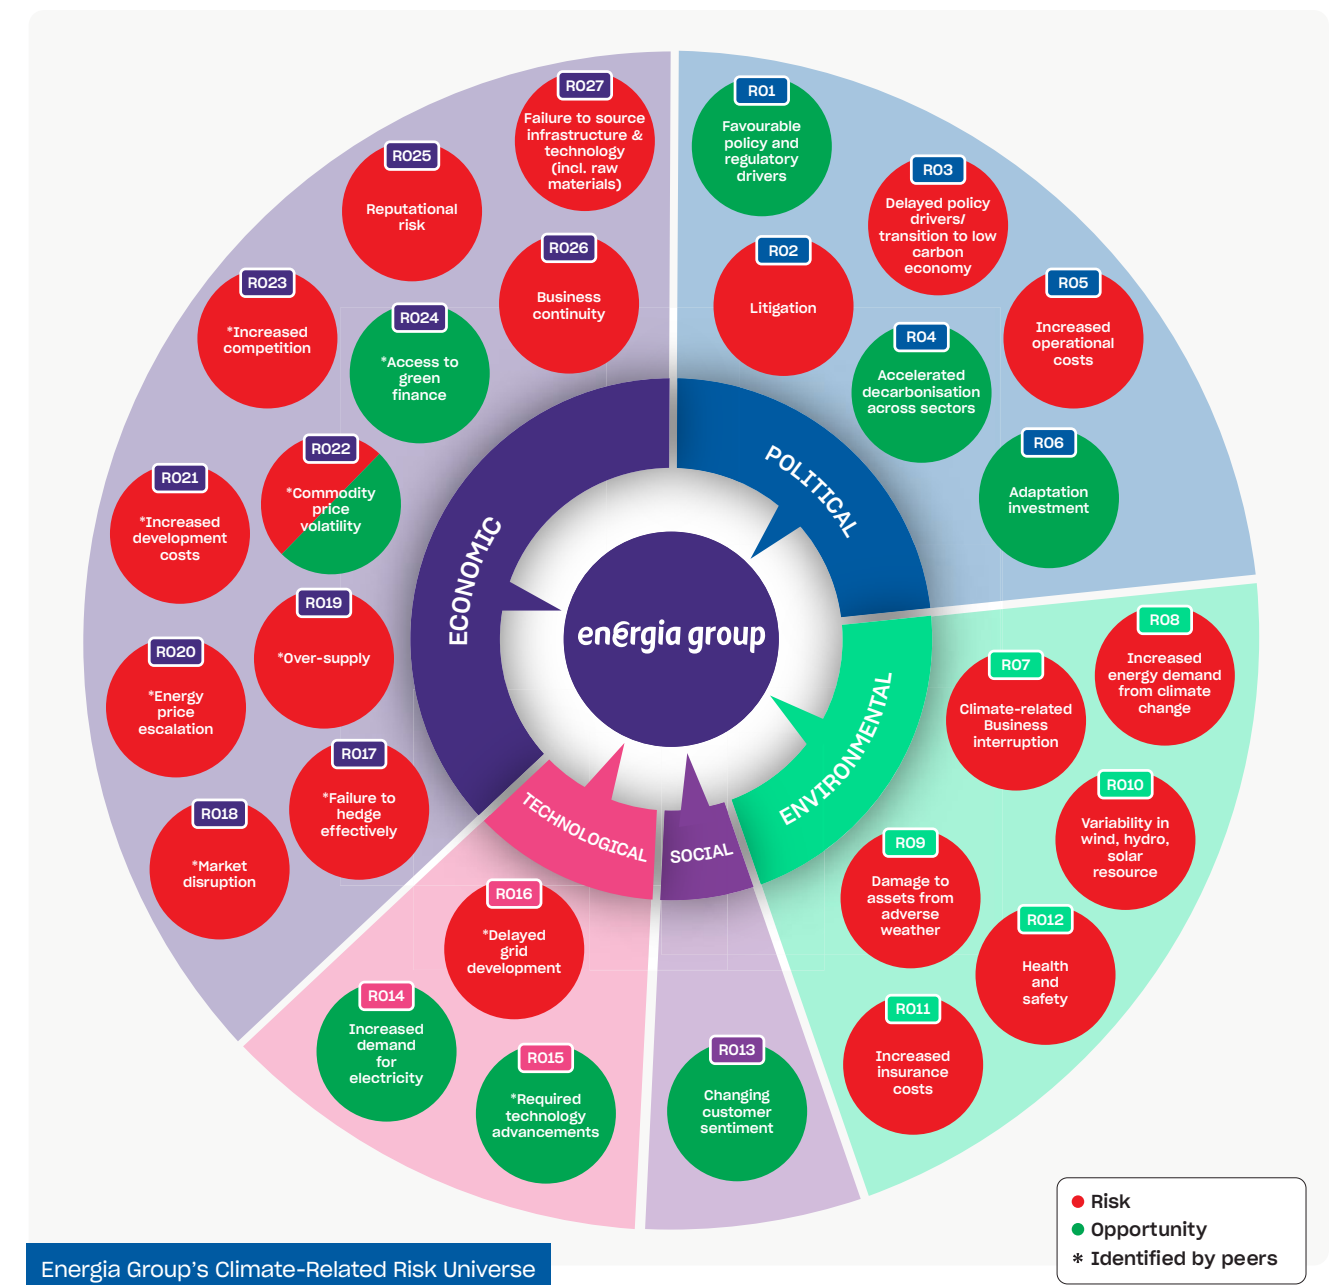 RO1
Favourable
policy and
regulatory
drivers
RO2
Litigation
RO3
Delayed policy
drivers/
transition to low
carbon
economy
RO4
Accelerated
decarbonisation
across sectors
RO5
Increased
operational
costs
RO6
Adaptation
investment
RO7
Climate-related
Business
interruption
RO8
Increased
energy demand
from climate
change
RO9
Damage to
assets from
adverse
weather
RO10
Variability in
wind, hydro,
solar
resource
RO11
Increased
insurance
costs
RO12
Health
and
safety
RO13
Changing
customer
sentiment
RO14
Increased
demand
for
electricity
RO15
*Required
technology
advancements
RO16
*Delayed
grid
development
RO17
*Failure to
hedge
effectively
RO18
*Market
disruption
RO19
*Over-supply
RO20
*Energy
price
escalation
RO21
*Increased
development
costs
RO22
*Commodity
price
volatility
RO23
*Increased
competition
RO24
*Access to
green
finance
RO25
Reputational
risk
RO26
Business
continuity
RO27
Failure to source
infrastructure &
technology
(incl. raw
materials)
POLITICAL
ENVIRONMENTAL
SOCIAL
TECHNOLOGICAL
ECONOMIC
energia group
Risk
Opportunity
* Identified by peers
Energia Group's Climate-Related Risk Universe